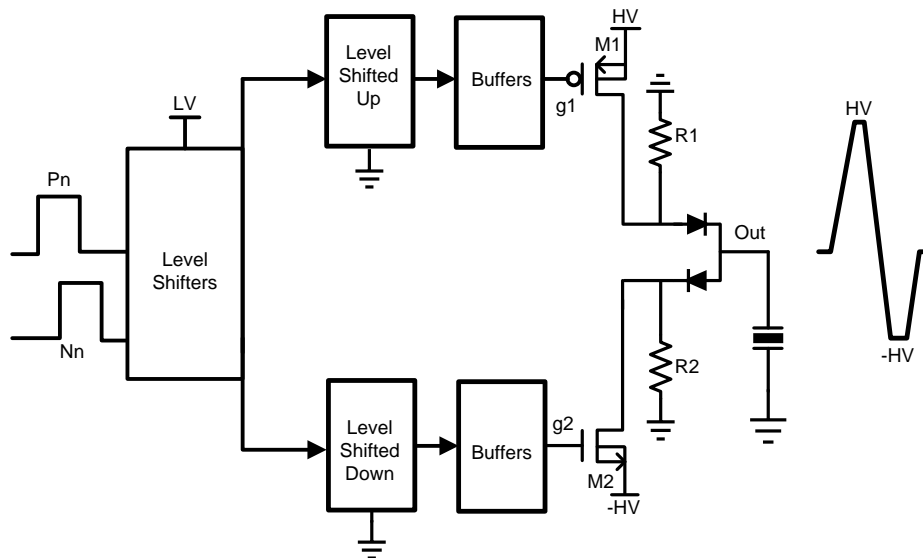 HV
M1
Level
Shifted
Up
Buffers
g1
R1
HV
LV
Pn
Level
Shifters
Nn
Out
-HV
R2
Level
Shifted
Down
Buffers
g2
M2
-HV